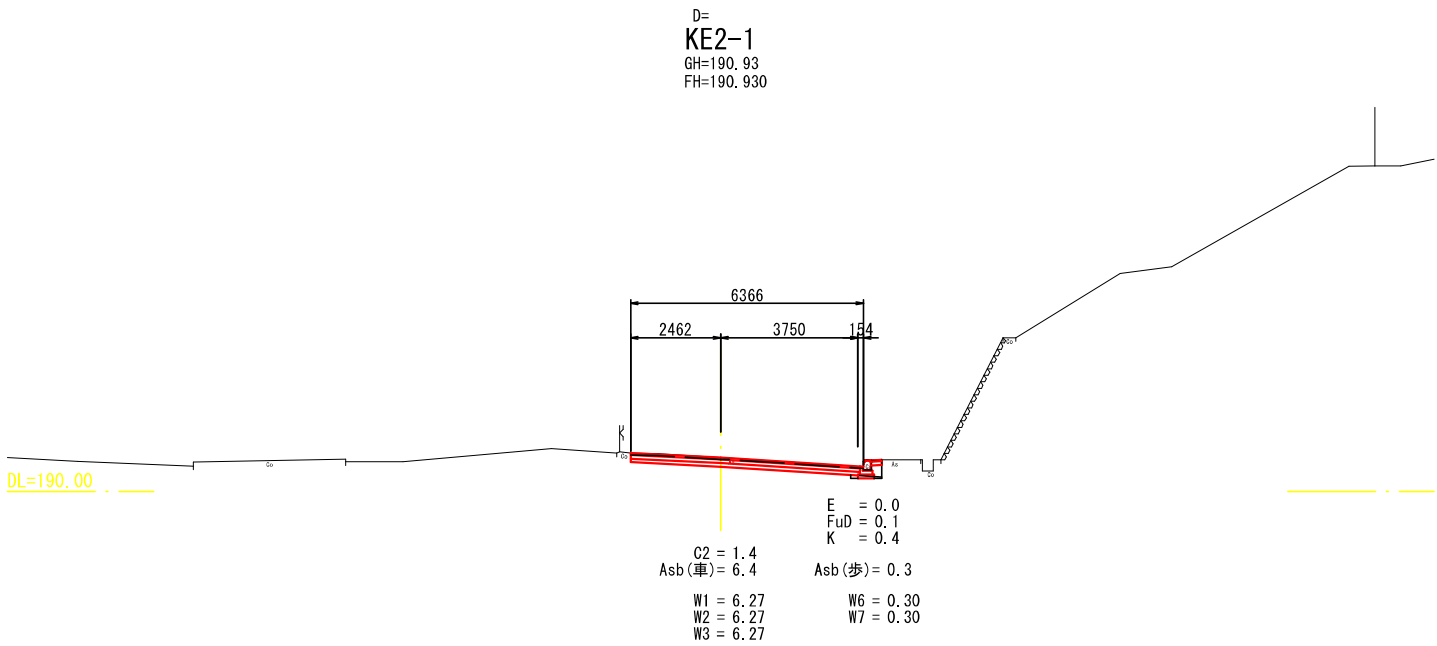 D=
KE2-1
GH=190.93
FH=190.930
6366
2462
3750
154
Co
Co
Co
As
Co
DL=190.00
E = 0.0
FuD = 0.1
K = 0.4
C2 = 1.4
Asb(車)= 6.4
Asb(歩)= 0.3
W1 = 6.27
W2 = 6.27
W3 = 6.27
W6 = 0.30
W7 = 0.30